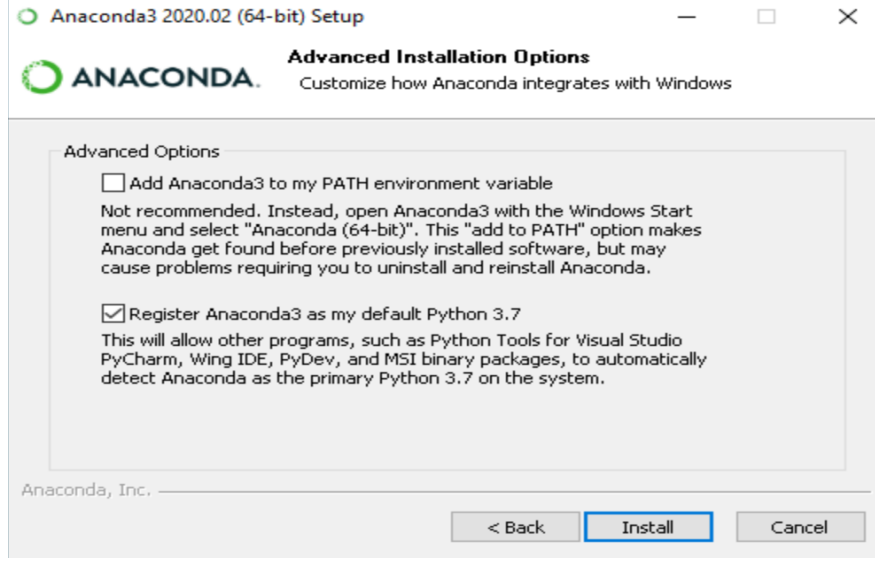 Anaconda3 2020.02 (64-bit) Setup
ANACONDA.
Advanced Installation Options
Customize how Anaconda integrates with Windows
Advanced Options
Add Anaconda3 to my PATH environment variable
Not recommended. Instead, open Anaconda3 with the Windows Start
menu and select "Anaconda (64-bit)". This "add to PATH" option makes
Anaconda get found before previously installed software, but may
cause problems requiring you to uninstall and reinstall Anaconda.
Register Anaconda3 as my default Python 3.7
This will allow other programs, such as Python Tools for Visual Studio
PyCharm, Wing IDE, PyDev, and MSI binary packages, to automatically
detect Anaconda as the primary Python 3.7 on the system.
Anaconda, Inc.
< Back
Install
Cancel